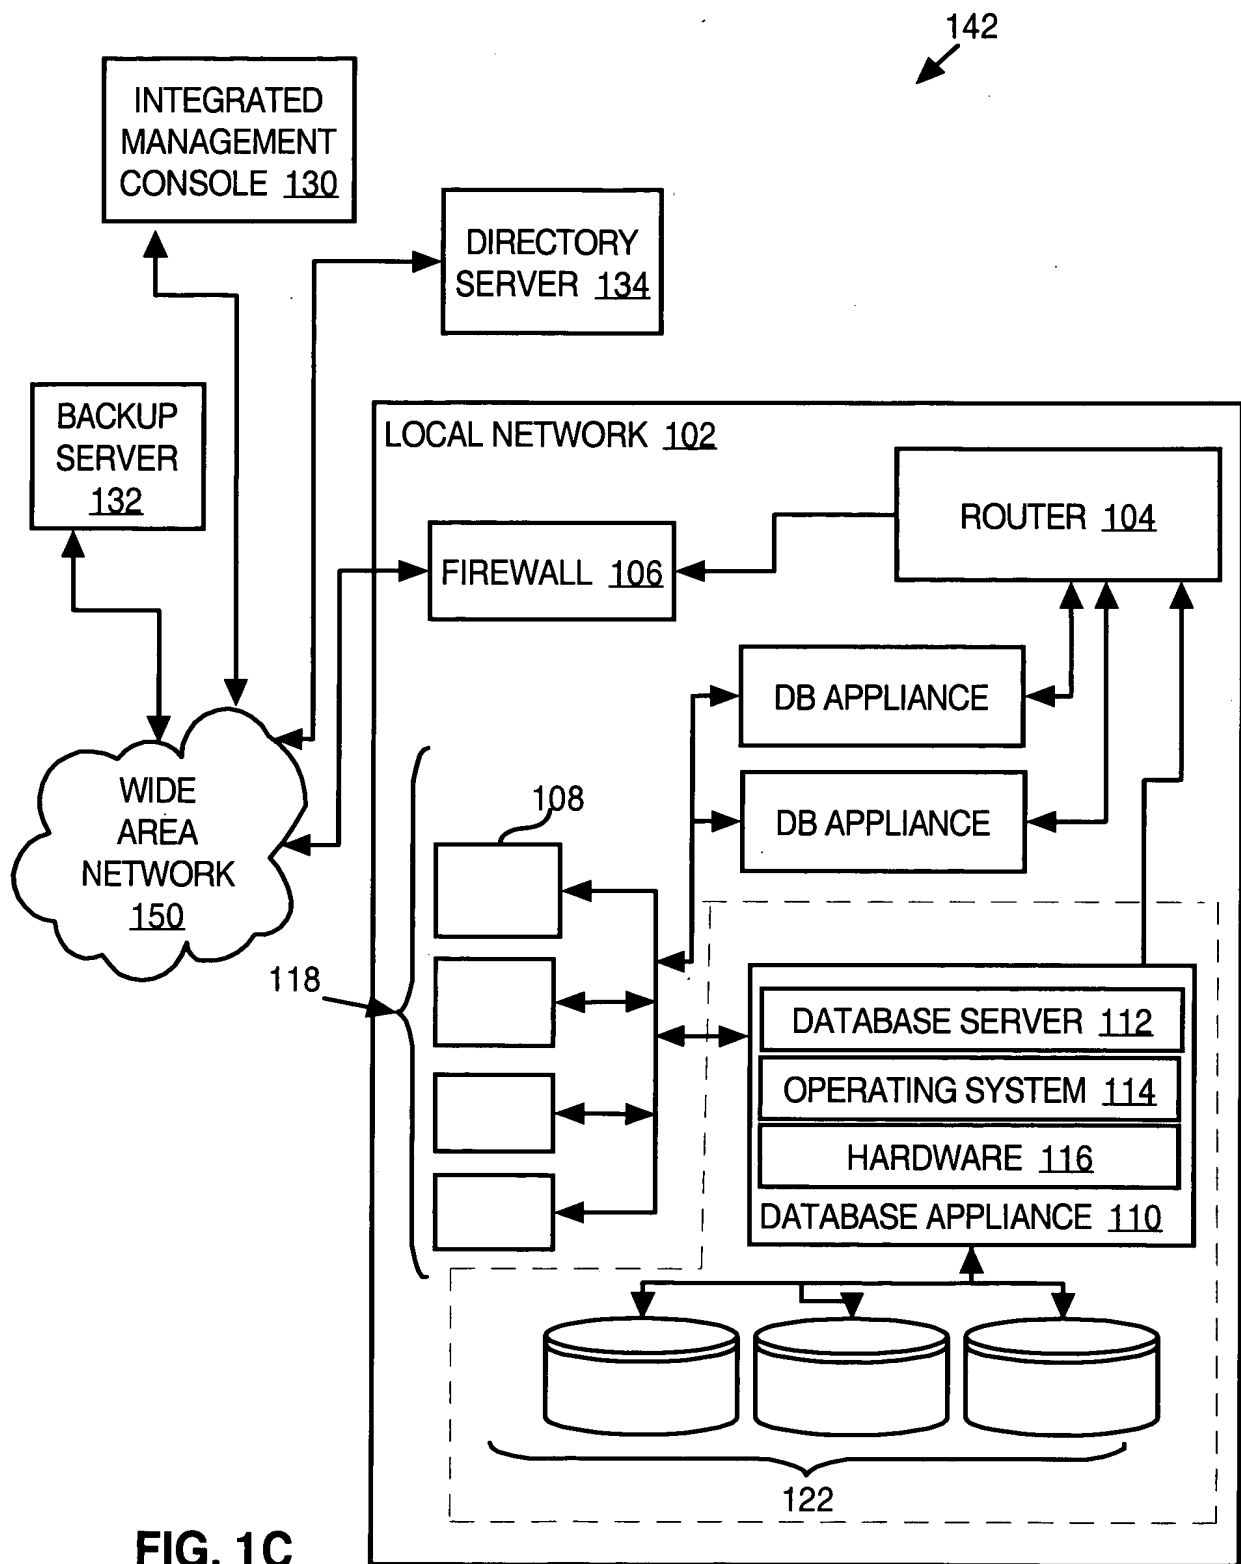 142
INTEGRATED
MANAGEMENT
CONSOLE 130
DIRECTORY
SERVER 134
BACKUP
SERVER
132
LOCAL NETWORK 102
ROUTER 104
FIREWALL 106
DB APPLIANCE
DB APPLIANCE
WIDE
AREA
NETWORK
150
108
118
DATABASE SERVER 112
OPERATING SYSTEM 114
HARDWARE 116
DATABASE APPLIANCE 110
122
FIG. 1C